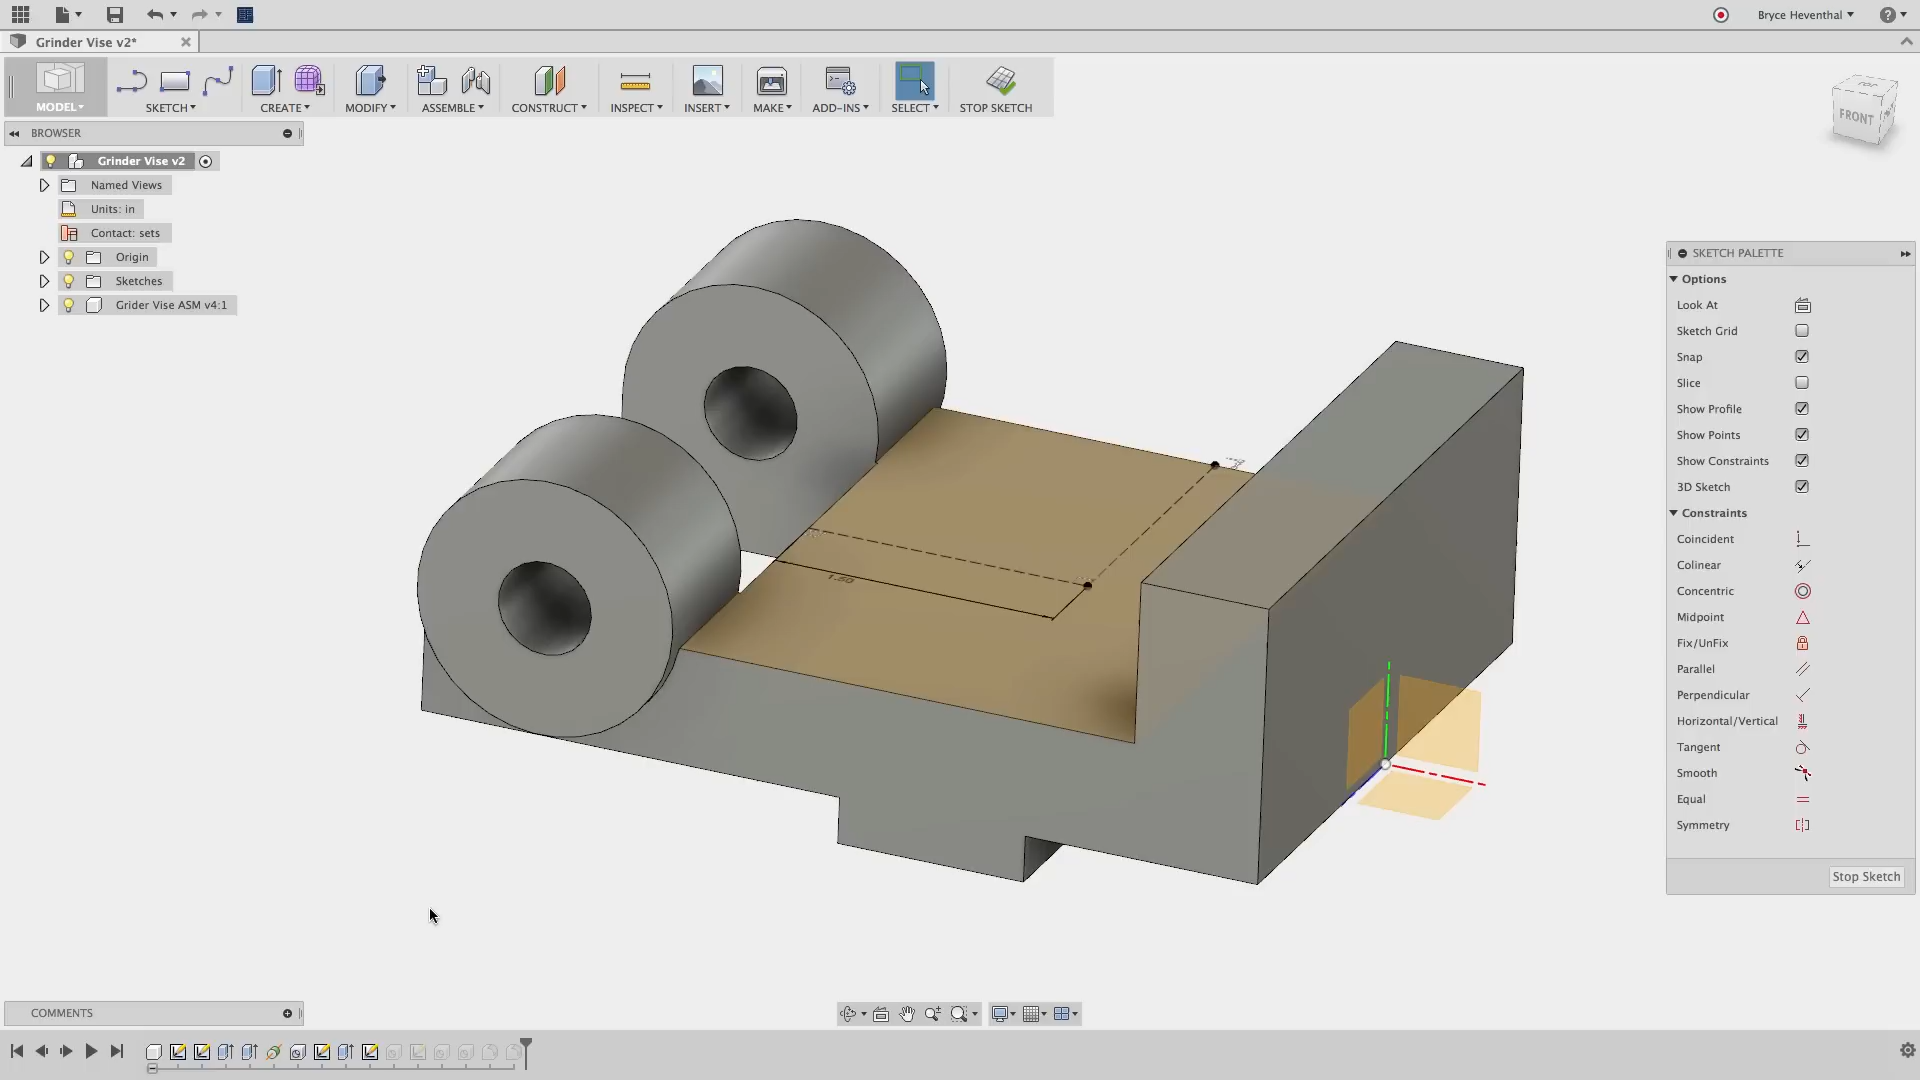 Bryce Heventhal
Grinder Vise v2*
MODEL
SKETCH
CREATE
MODIFY
ASSEMBLE
CONSTRUCT
INSPECT
INSERT
MAKE
ADD-INS
SELECT
STOP SKETCH
TOP
FRONT
BROWSER
Grinder Vise v2
Named Views
Units: in
Contact: sets
Origin
Sketches
Grider Vise ASM v4:1
SKETCH PALETTE
Options
Look At
Sketch Grid
Snap
Slice
Show Profile
Show Points
Show Constraints
3D Sketch
Constraints
Coincident
Colinear
Concentric
Midpoint
Fix/UnFix
Parallel
Perpendicular
Horizontal/Vertical
Tangent
Smooth
Equal
Symmetry
Stop Sketch
1.50
COMMENTS